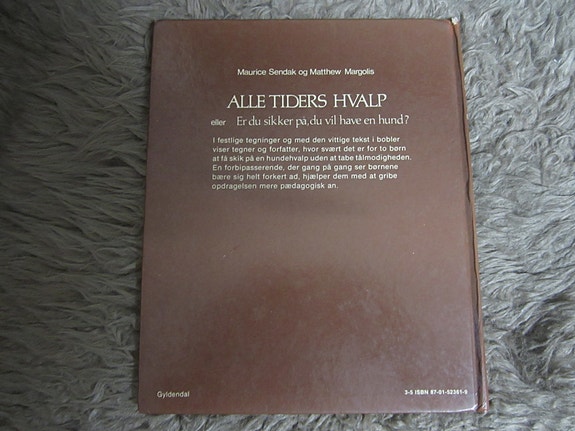 Maurice Sendak og Matthew Margolis
ALLE TIDERS HVALP
eller Er du sikker på, du vil have en hund?
I festlige tegninger og med den vittige tekst i bobler
viser tegner og forfatter, hvor svært det er for to børn
at få skik på en hundehvalp uden at tabe tålmodigheden.
En forbipasserende, der gang på gang ser børnene
bære sig helt forkert ad, hjælper dem med at gribe
opdragelsen mere pædagogisk an.
Gyldendal
3-5 ISBN 87-01-52361-9